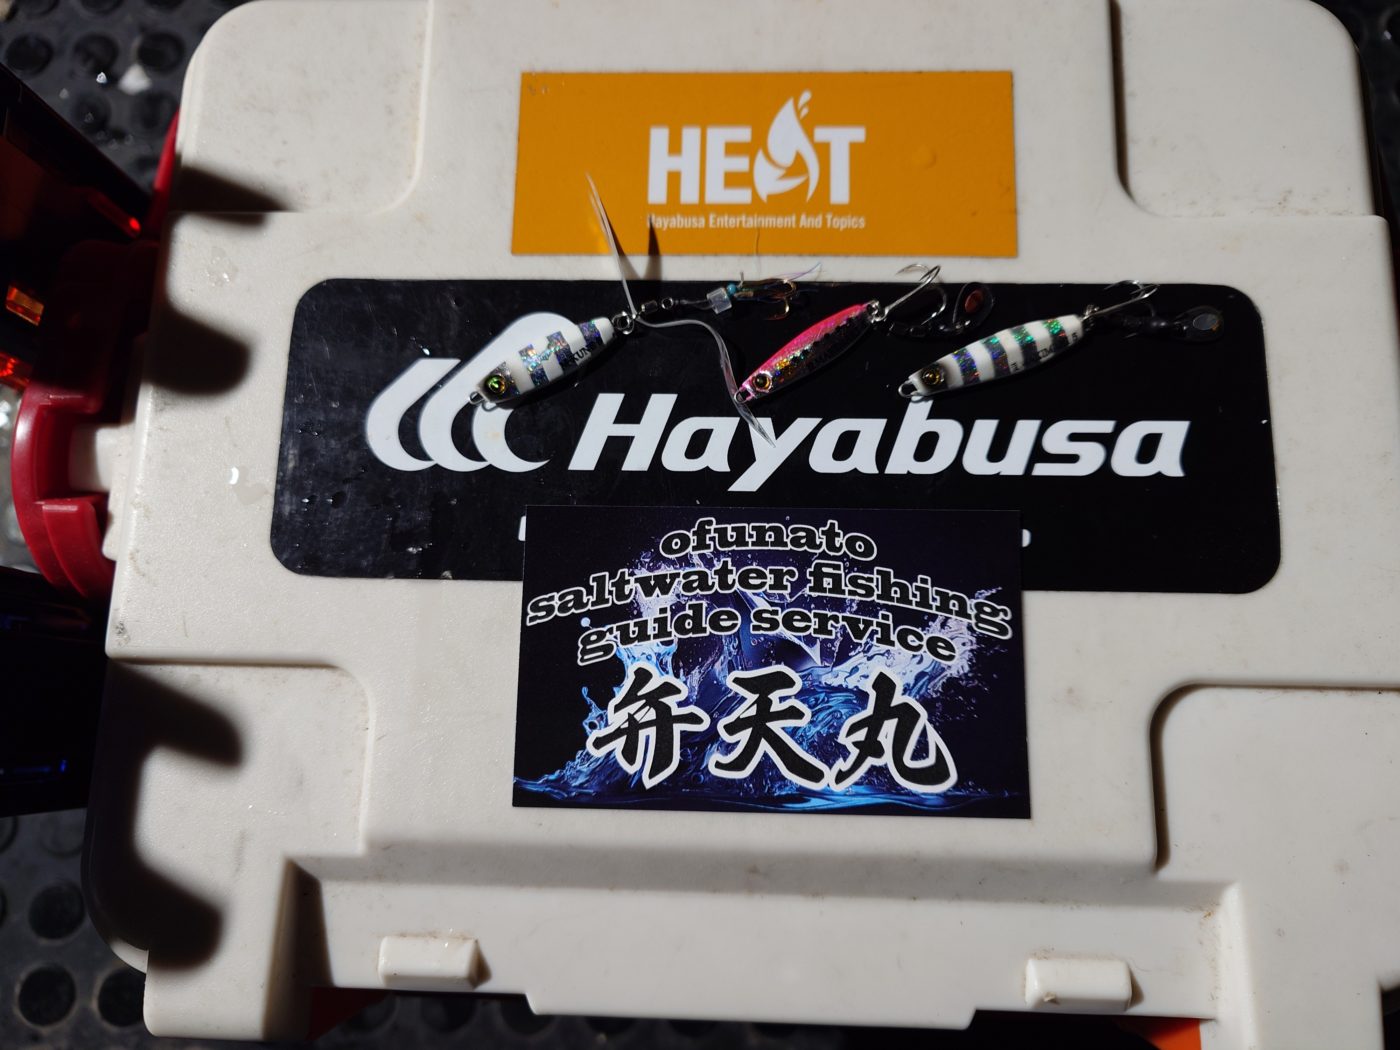 HEAT
Hayabusa Entertainment And Topics
Hayabusa
ofunato
saltwater fishing
guide service
弁天丸